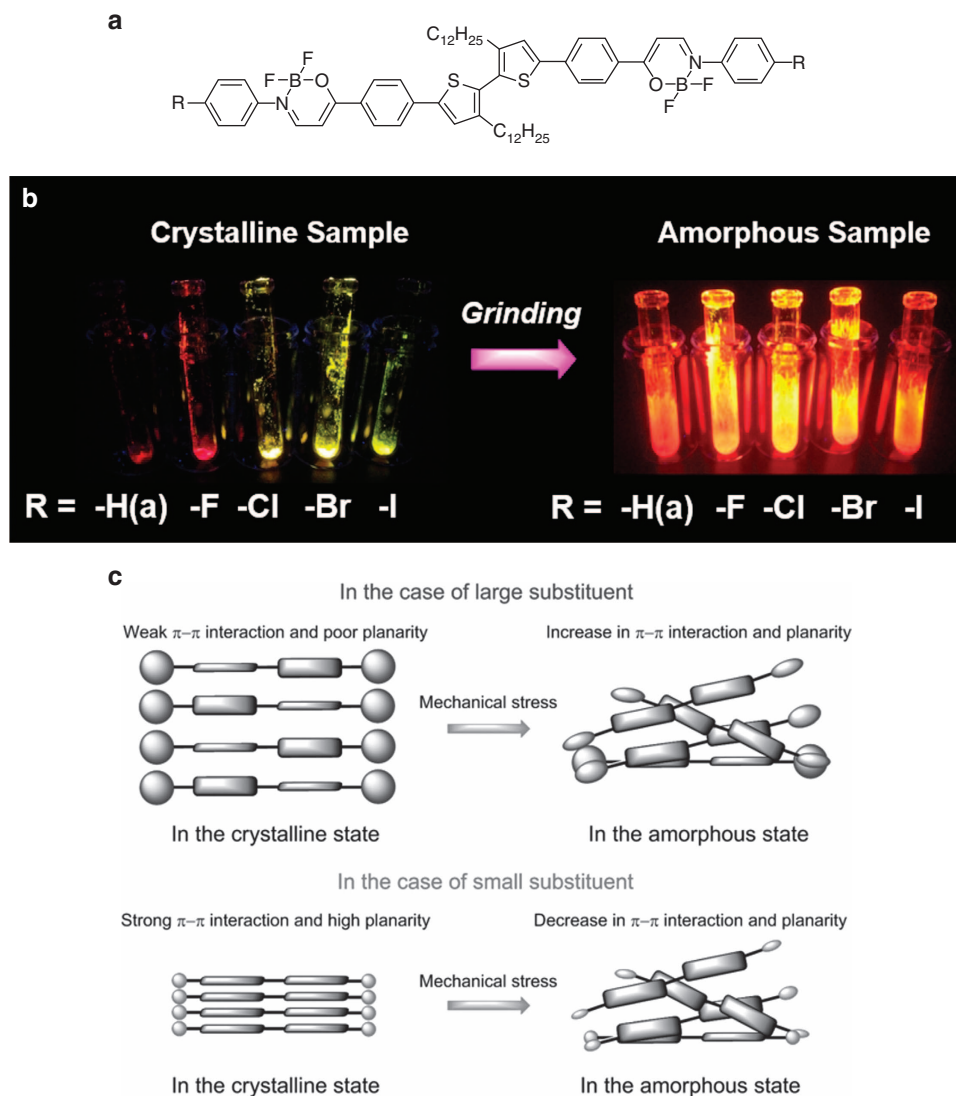 a
C12H25
F
F B O
R N
S S
N R
O B
F
F
C12H25
b
Crystalline Sample
Amorphous Sample
Grinding
R = -H(a) -F -Cl -Br -I
R = -H(a) -F -Cl -Br -I
c
In the case of large substituent
Weak π–π interaction and poor planarity
Increase in π–π interaction and planarity
Mechanical stress
In the crystalline state
In the amorphous state
In the case of small substituent
Strong π–π interaction and high planarity
Decrease in π–π interaction and planarity
Mechanical stress
In the crystalline state
In the amorphous state